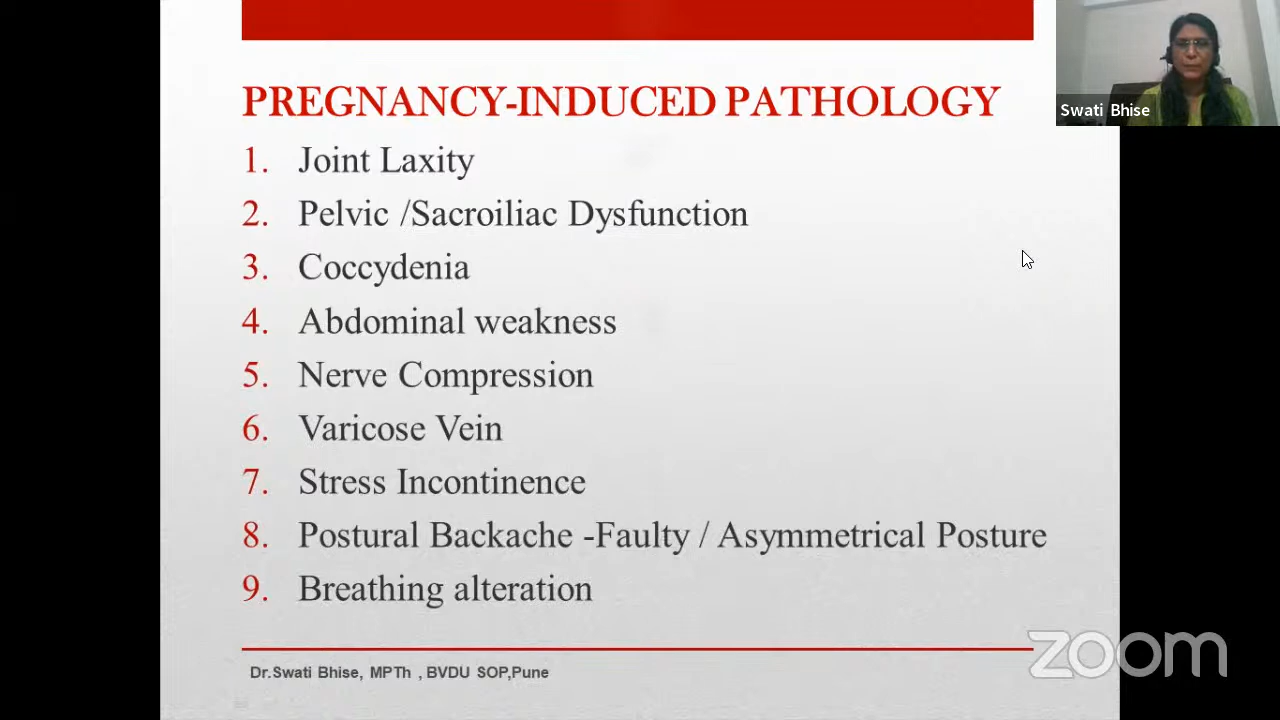 PREGNANCY-INDUCED PATHOLOGY
1. Joint Laxity
2. Pelvic /Sacroiliac Dysfunction
3. Coccydenia
4. Abdominal weakness
5. Nerve Compression
6. Varicose Vein
7. Stress Incontinence
8. Postural Backache -Faulty / Asymmetrical Posture
9. Breathing alteration
Dr.Swati Bhise, MPTh , BVDU SOP,Pune
Swati Bhise
zoom